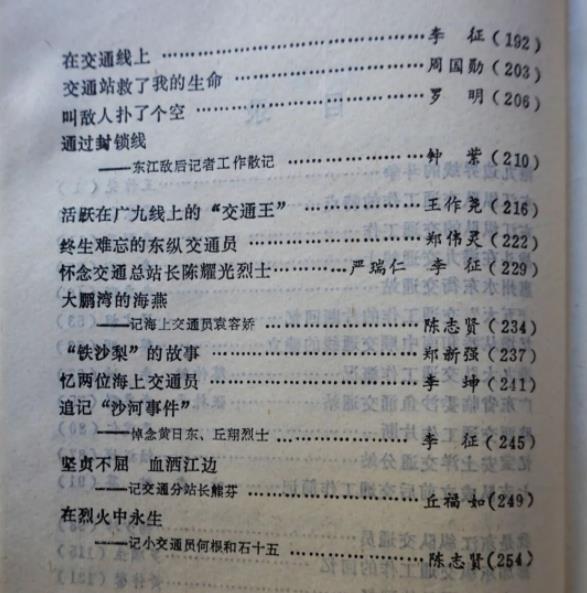 在交通线上 ………………………………… 李　征(192)
交通站救了我的生命 ………………………… 周国勋(203)
叫敌人扑了个空 ……………………………… 罗　明(206)
通过封锁线
——东江敌后记者工作散记 ………………… 钟　紫(210)
活跃在广九线上的“交通王” ……………… 王作尧(216)
终生难忘的东纵交通员 ……………………… 郑伟灵(222)
怀念交通总站长陈耀光烈士………严瑞仁　李　征(229)
大鹏湾的海燕
——记海上交通员袁容娇 …………………… 陈志贤(234)
“铁沙梨”的故事 …………………………… 郑新强(237)
忆两位海上交通员 …………………………… 李　坤(241)
追记“沙河事件”
——悼念黄日东、丘翔烈士 ………………… 李　征(245)
坚贞不屈　血洒江边
——记交通分站长熊芬 ……………………… 丘福如(249)
在烈火中永生
——记小交通员何根和石十五 ……………… 陈志贤(254)